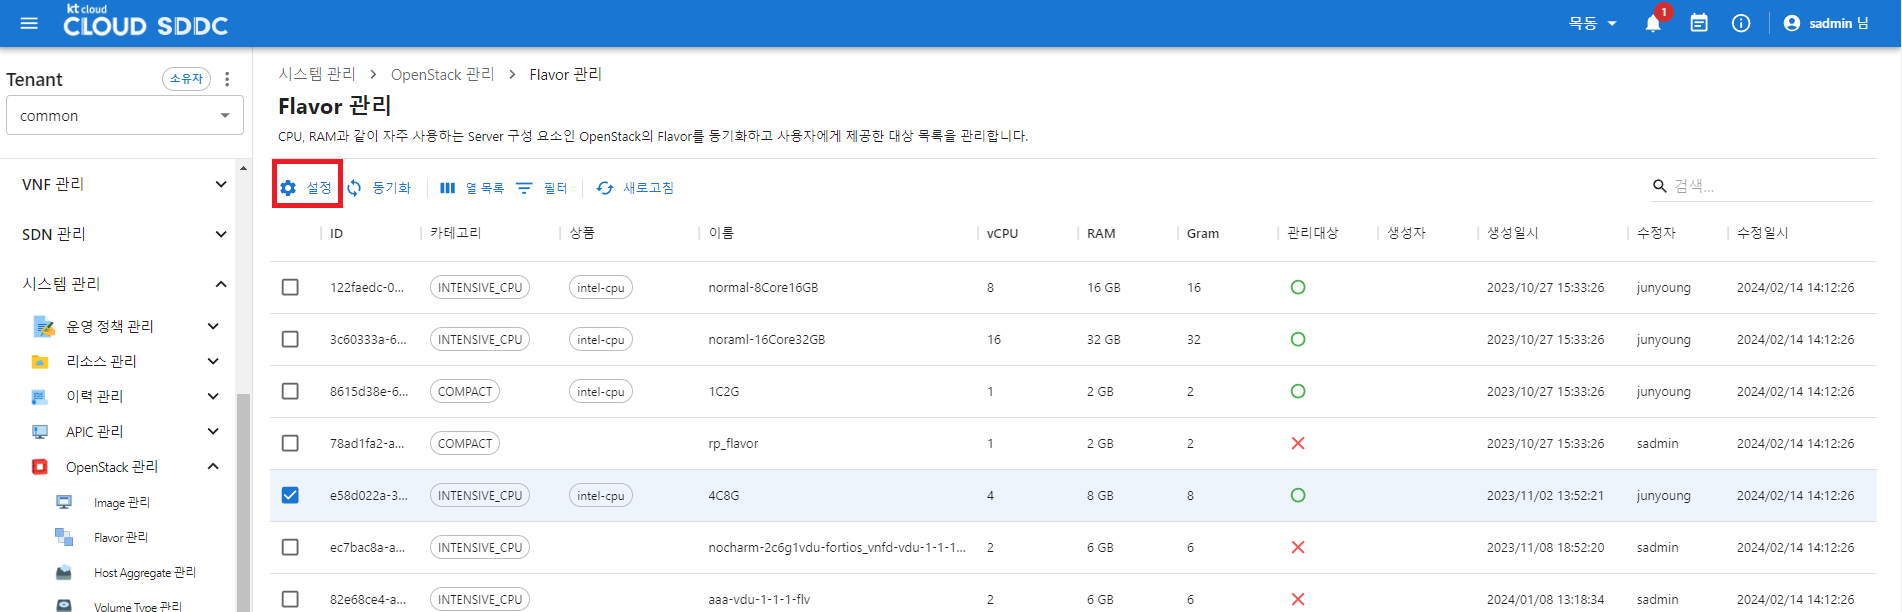 kt cloud
CLOUD SDDC
목동
1
sadmin 님
Tenant
소유자
common
VNF 관리
SDN 관리
시스템 관리
운영 정책 관리
리소스 관리
이력 관리
APIC 관리
OpenStack 관리
Image 관리
Flavor 관리
Host Aggregate 관리
Volume Type 관리
시스템 관리 > OpenStack 관리 > Flavor 관리
Flavor 관리
CPU, RAM과 같이 자주 사용하는 Server 구성 요소인 OpenStack의 Flavor를 동기화하고 사용자에게 제공한 대상 목록을 관리합니다.
설정 동기화 열 목록 필터 새로고침 검색...
ID 카테고리 상품 이름 vCPU RAM Gram 관리대상 생성자 생성일시 수정자 수정일시
122faedc-0... INTENSIVE_CPU intel-cpu normal-8Core16GB 8 16 GB 16 2023/10/27 15:33:26 junyoung 2024/02/14 14:12:26
3c60333a-6... INTENSIVE_CPU intel-cpu noraml-16Core32GB 16 32 GB 32 2023/10/27 15:33:26 junyoung 2024/02/14 14:12:26
8615d38e-6... COMPACT intel-cpu 1C2G 1 2 GB 2 2023/10/27 15:33:26 junyoung 2024/02/14 14:12:26
78ad1fa2-a... COMPACT rp_flavor 1 2 GB 2 2023/10/27 15:33:26 sadmin 2024/02/14 14:12:26
e58d022a-3... INTENSIVE_CPU intel-cpu 4C8G 4 8 GB 8 2023/11/02 13:52:21 junyoung 2024/02/14 14:12:26
ec7bac8a-a... INTENSIVE_CPU nocharm-2c6g1vdu-fortios_vnfd-vdu-1-1-1... 2 6 GB 6 2023/11/08 18:52:20 sadmin 2024/02/14 14:12:26
82e68ce4-a... INTENSIVE_CPU aaa-vdu-1-1-1-flv 2 6 GB 6 2024/01/08 13:18:34 sadmin 2024/02/14 14:12:26